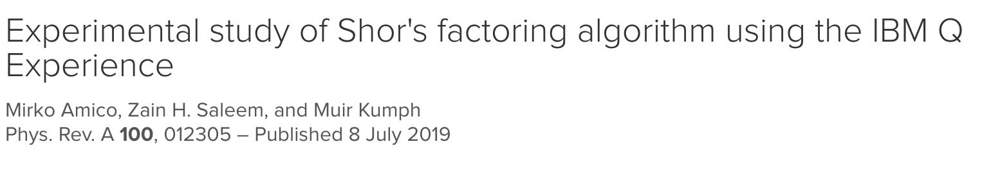 Experimental study of Shor's factoring algorithm using the IBM Q
Experience
Mirko Amico, Zain H. Saleem, and Muir Kumph
Phys. Rev. A 100, 012305 – Published 8 July 2019